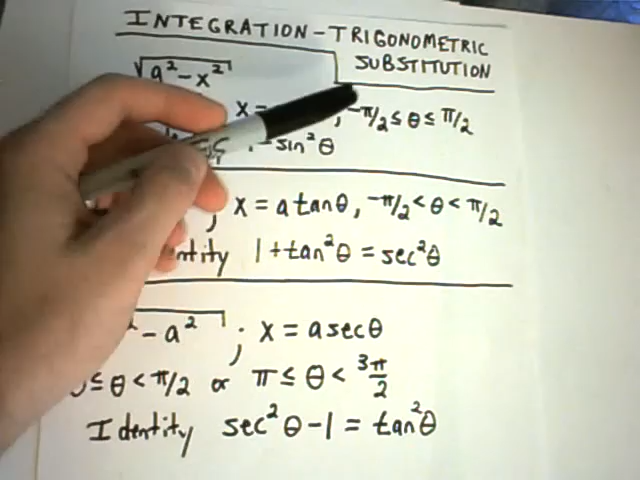 INTEGRATION - TRIGONOMETRIC
SUBSTITUTION
√a² - x²
x = , -π/2 ≤ θ ≤ π/2
- sin²θ
; x = a tanθ, -π/2 < θ < π/2
1 + tan²θ = sec²θ
- a² ; x = a secθ
≤ θ < π/2 or π ≤ θ < 3π/2
Identity sec²θ - 1 = tan²θ